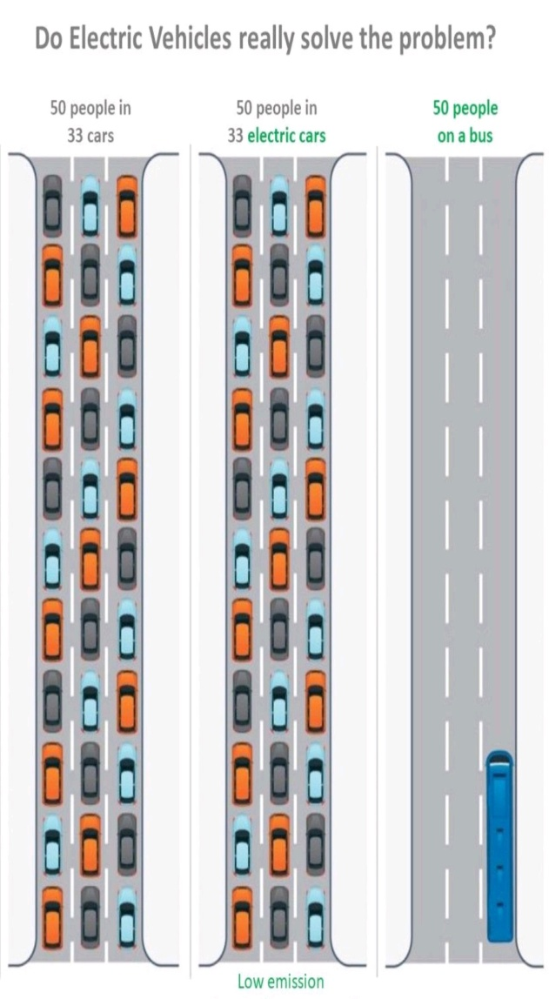 Do Electric Vehicles really solve the problem?
50 people in
33 cars
50 people in
33 electric cars
50 people
on a bus
Low emission